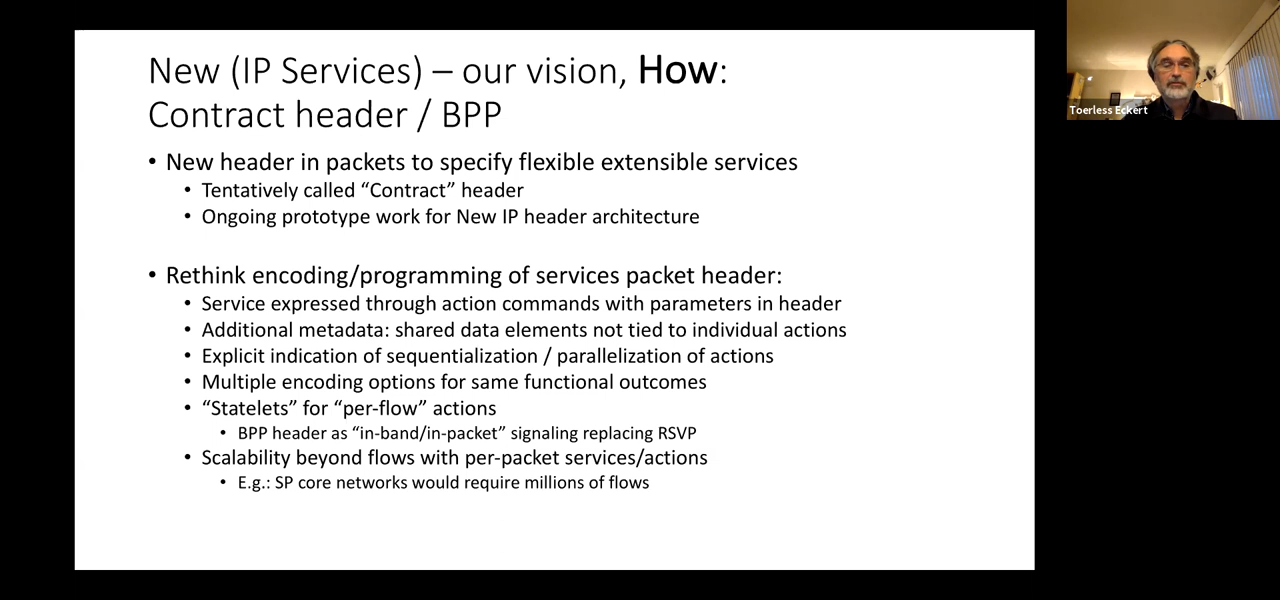 New (IP Services) – our vision, How:
Contract header / BPP
• New header in packets to specify flexible extensible services
• Tentatively called “Contract” header
• Ongoing prototype work for New IP header architecture
• Rethink encoding/programming of services packet header:
• Service expressed through action commands with parameters in header
• Additional metadata: shared data elements not tied to individual actions
• Explicit indication of sequentialization / parallelization of actions
• Multiple encoding options for same functional outcomes
• “Statelets” for “per-flow” actions
• BPP header as “in-band/in-packet” signaling replacing RSVP
• Scalability beyond flows with per-packet services/actions
• E.g.: SP core networks would require millions of flows
Toerless Eckert